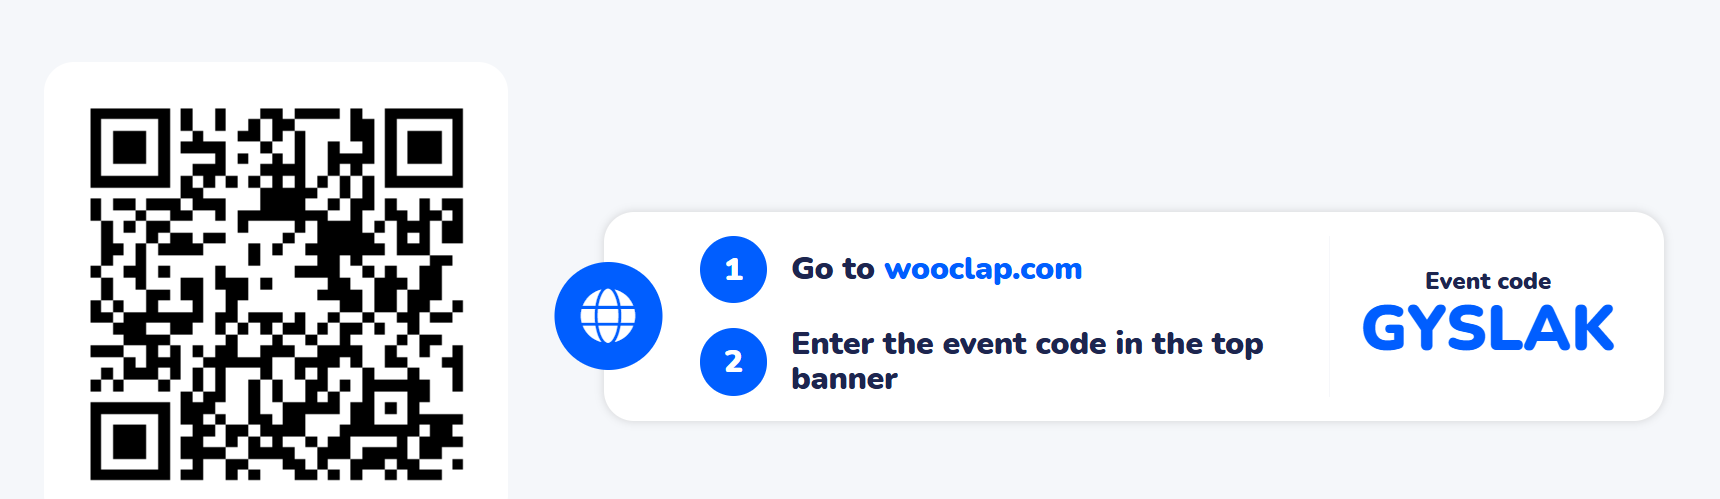 1
Go to wooclap.com
2
Enter the event code in the top
banner
Event code
GYSLAK